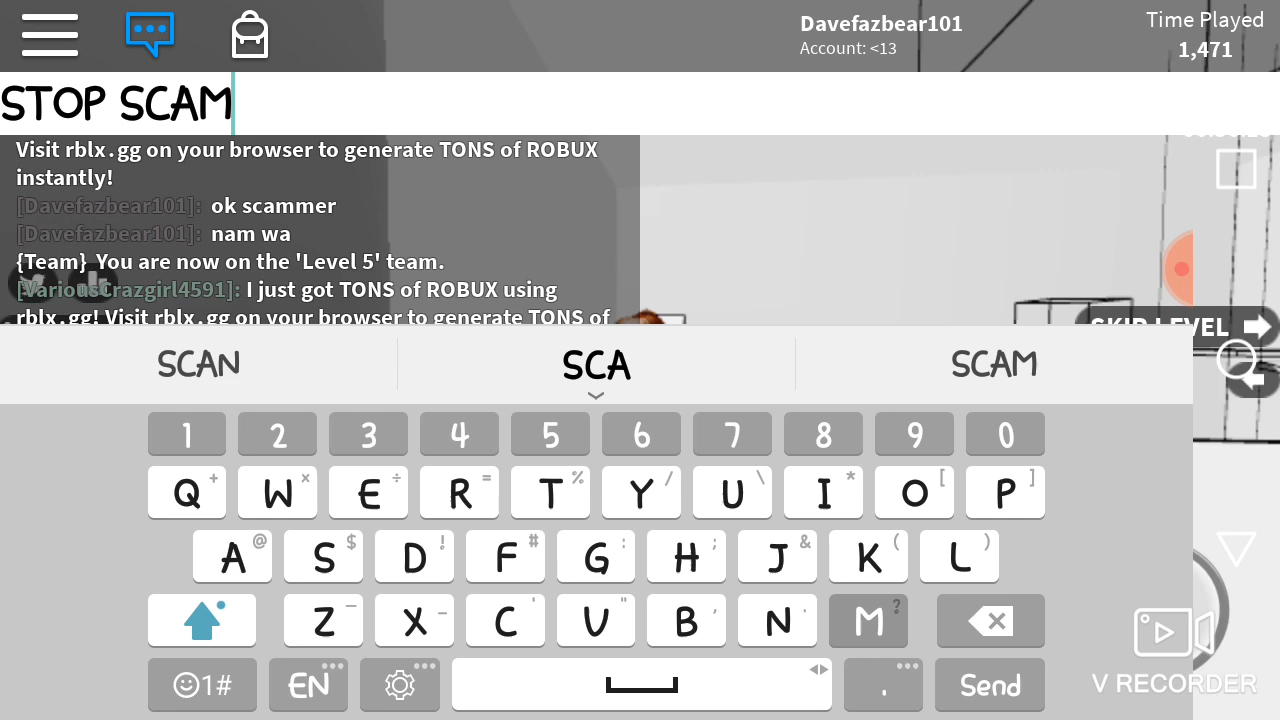 Davefazbear101
Account: <13
Time Played
1,471
STOP SCAM
Visit rblx.gg on your browser to generate TONS of ROBUX
instantly!
[Davefazbear101]: ok scammer
[Davefazbear101]: nam wa
{Team} You are now on the 'Level 5' team.
[VariousCrazgirl4591]: I just got TONS of ROBUX using
rblx.gg! Visit rblx.gg on your browser to generate TONS of
SKIP LEVEL
SCAN SCA SCAM
1 2 3 4 5 6 7 8 9 0
Q + W × E ÷ R = T % Y / U \ I * O [ P ]
A @ S $ D ! F # G : H ; J & K ( L )
Z – X - C ' V " B , N . M ?
1# EN . Send
V RECORDER